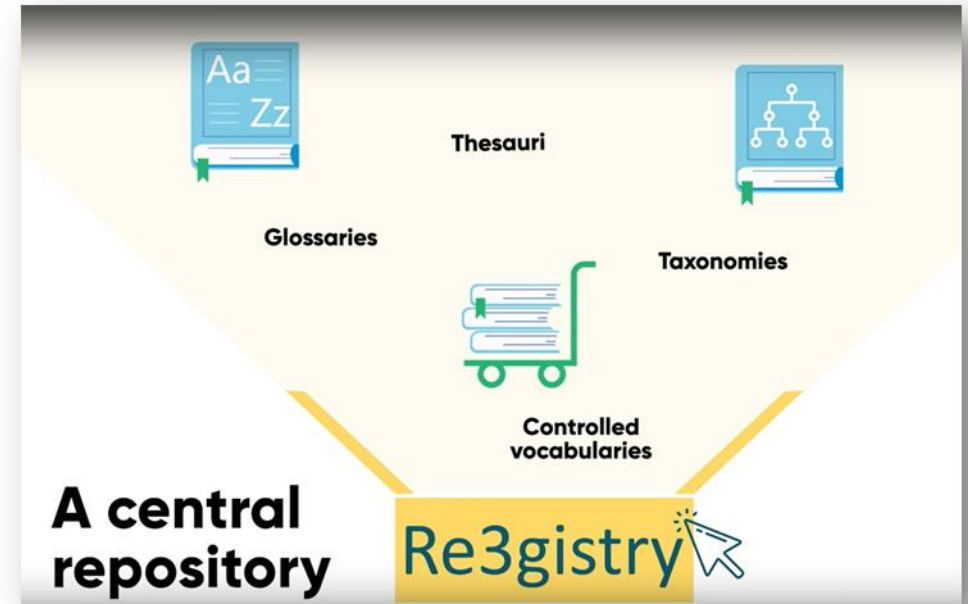 Aa
Zz
Thesauri
Glossaries
Taxonomies
Controlled
vocabularies
A central
repository
Re3gistry